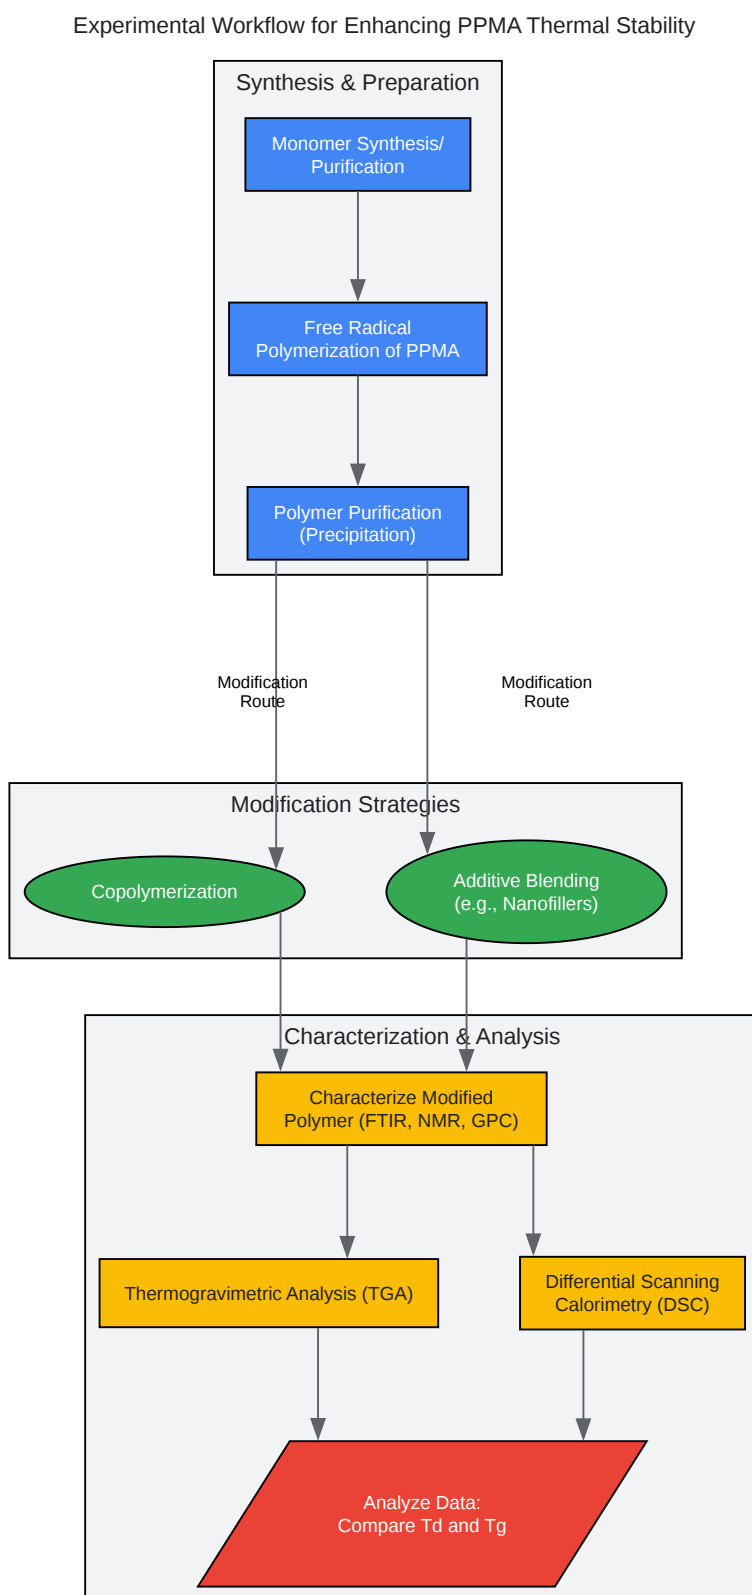 Experimental Workflow for Enhancing PPMA Thermal Stability
Synthesis & Preparation
Monomer Synthesis/
Purification
Free Radical
Polymerization of PPMA
Polymer Purification
(Precipitation)
Modification
Route
Modification
Route
Modification Strategies
Copolymerization
Additive Blending
(e.g., Nanofillers)
Characterization & Analysis
Characterize Modified
Polymer (FTIR, NMR, GPC)
Thermogravimetric Analysis (TGA)
Differential Scanning
Calorimetry (DSC)
Analyze Data:
Compare Td and Tg